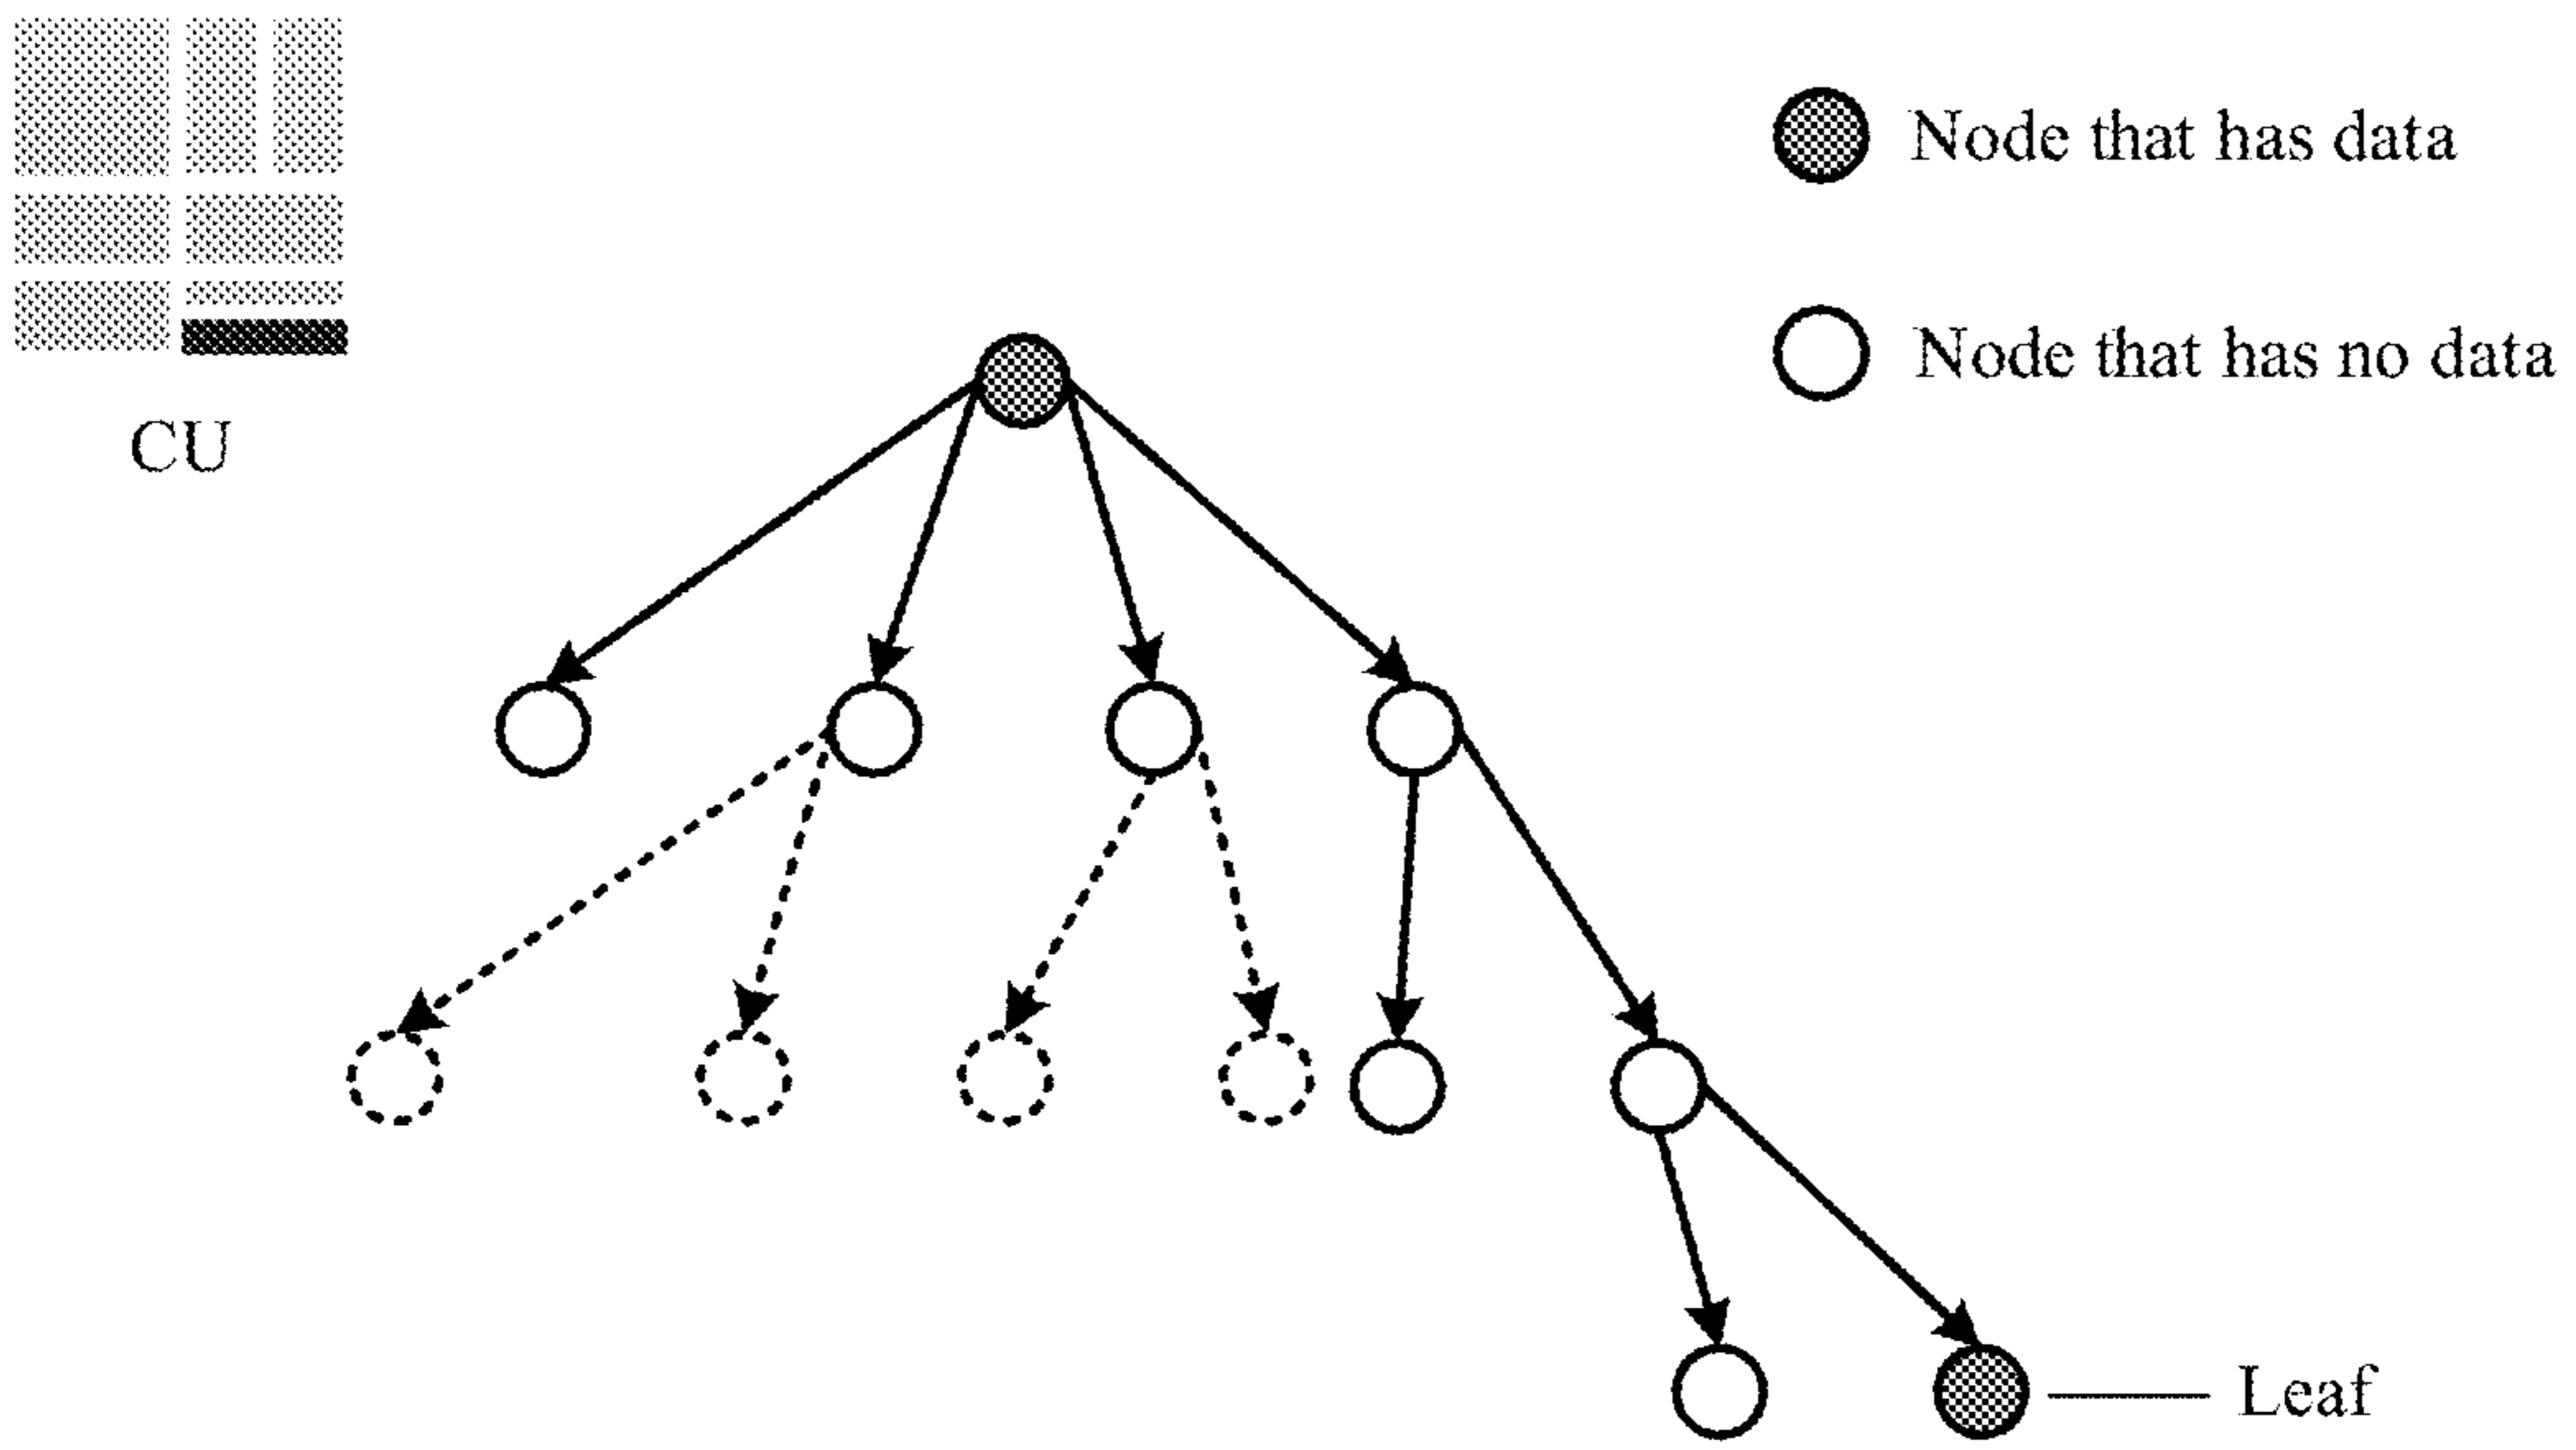 Node that has data
Node that has no data
CU
Leaf